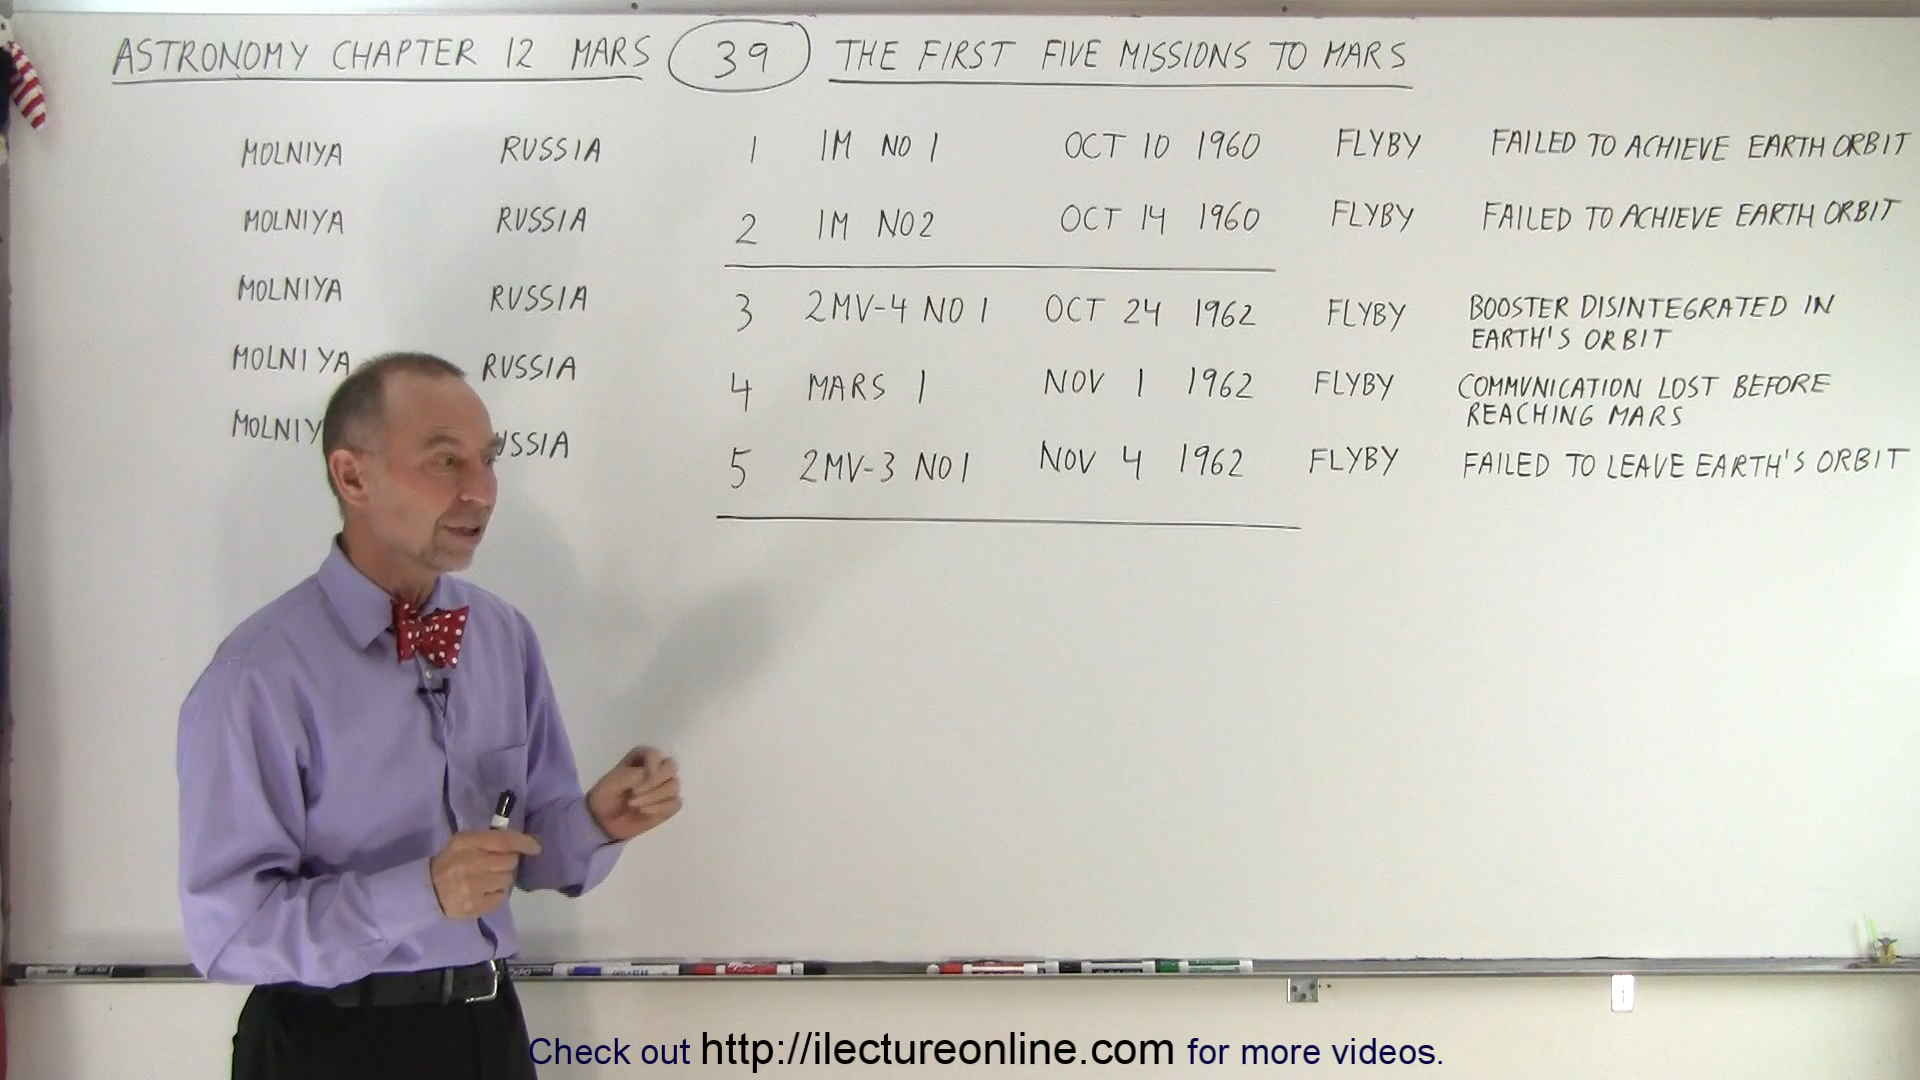 ASTRONOMY CHAPTER 12 MARS 39 THE FIRST FIVE MISSIONS TO MARS
MOLNIYA RUSSIA 1 1M NO 1 OCT 10 1960 FLYBY FAILED TO ACHIEVE EARTH ORBIT
MOLNIYA RUSSIA 2 1M NO2 OCT 14 1960 FLYBY FAILED TO ACHIEVE EARTH ORBIT
MOLNIYA RUSSIA 3 2MV-4 NO 1 OCT 24 1962 FLYBY BOOSTER DISINTEGRATED IN
EARTH'S ORBIT
MOLNIYA RUSSIA 4 MARS 1 NOV 1 1962 FLYBY COMMUNICATION LOST BEFORE
REACHING MARS
MOLNIY USSIA 5 2MV-3 NO1 NOV 4 1962 FLYBY FAILED TO LEAVE EARTH'S ORBIT
Check out http://ilectureonline.com for more videos.